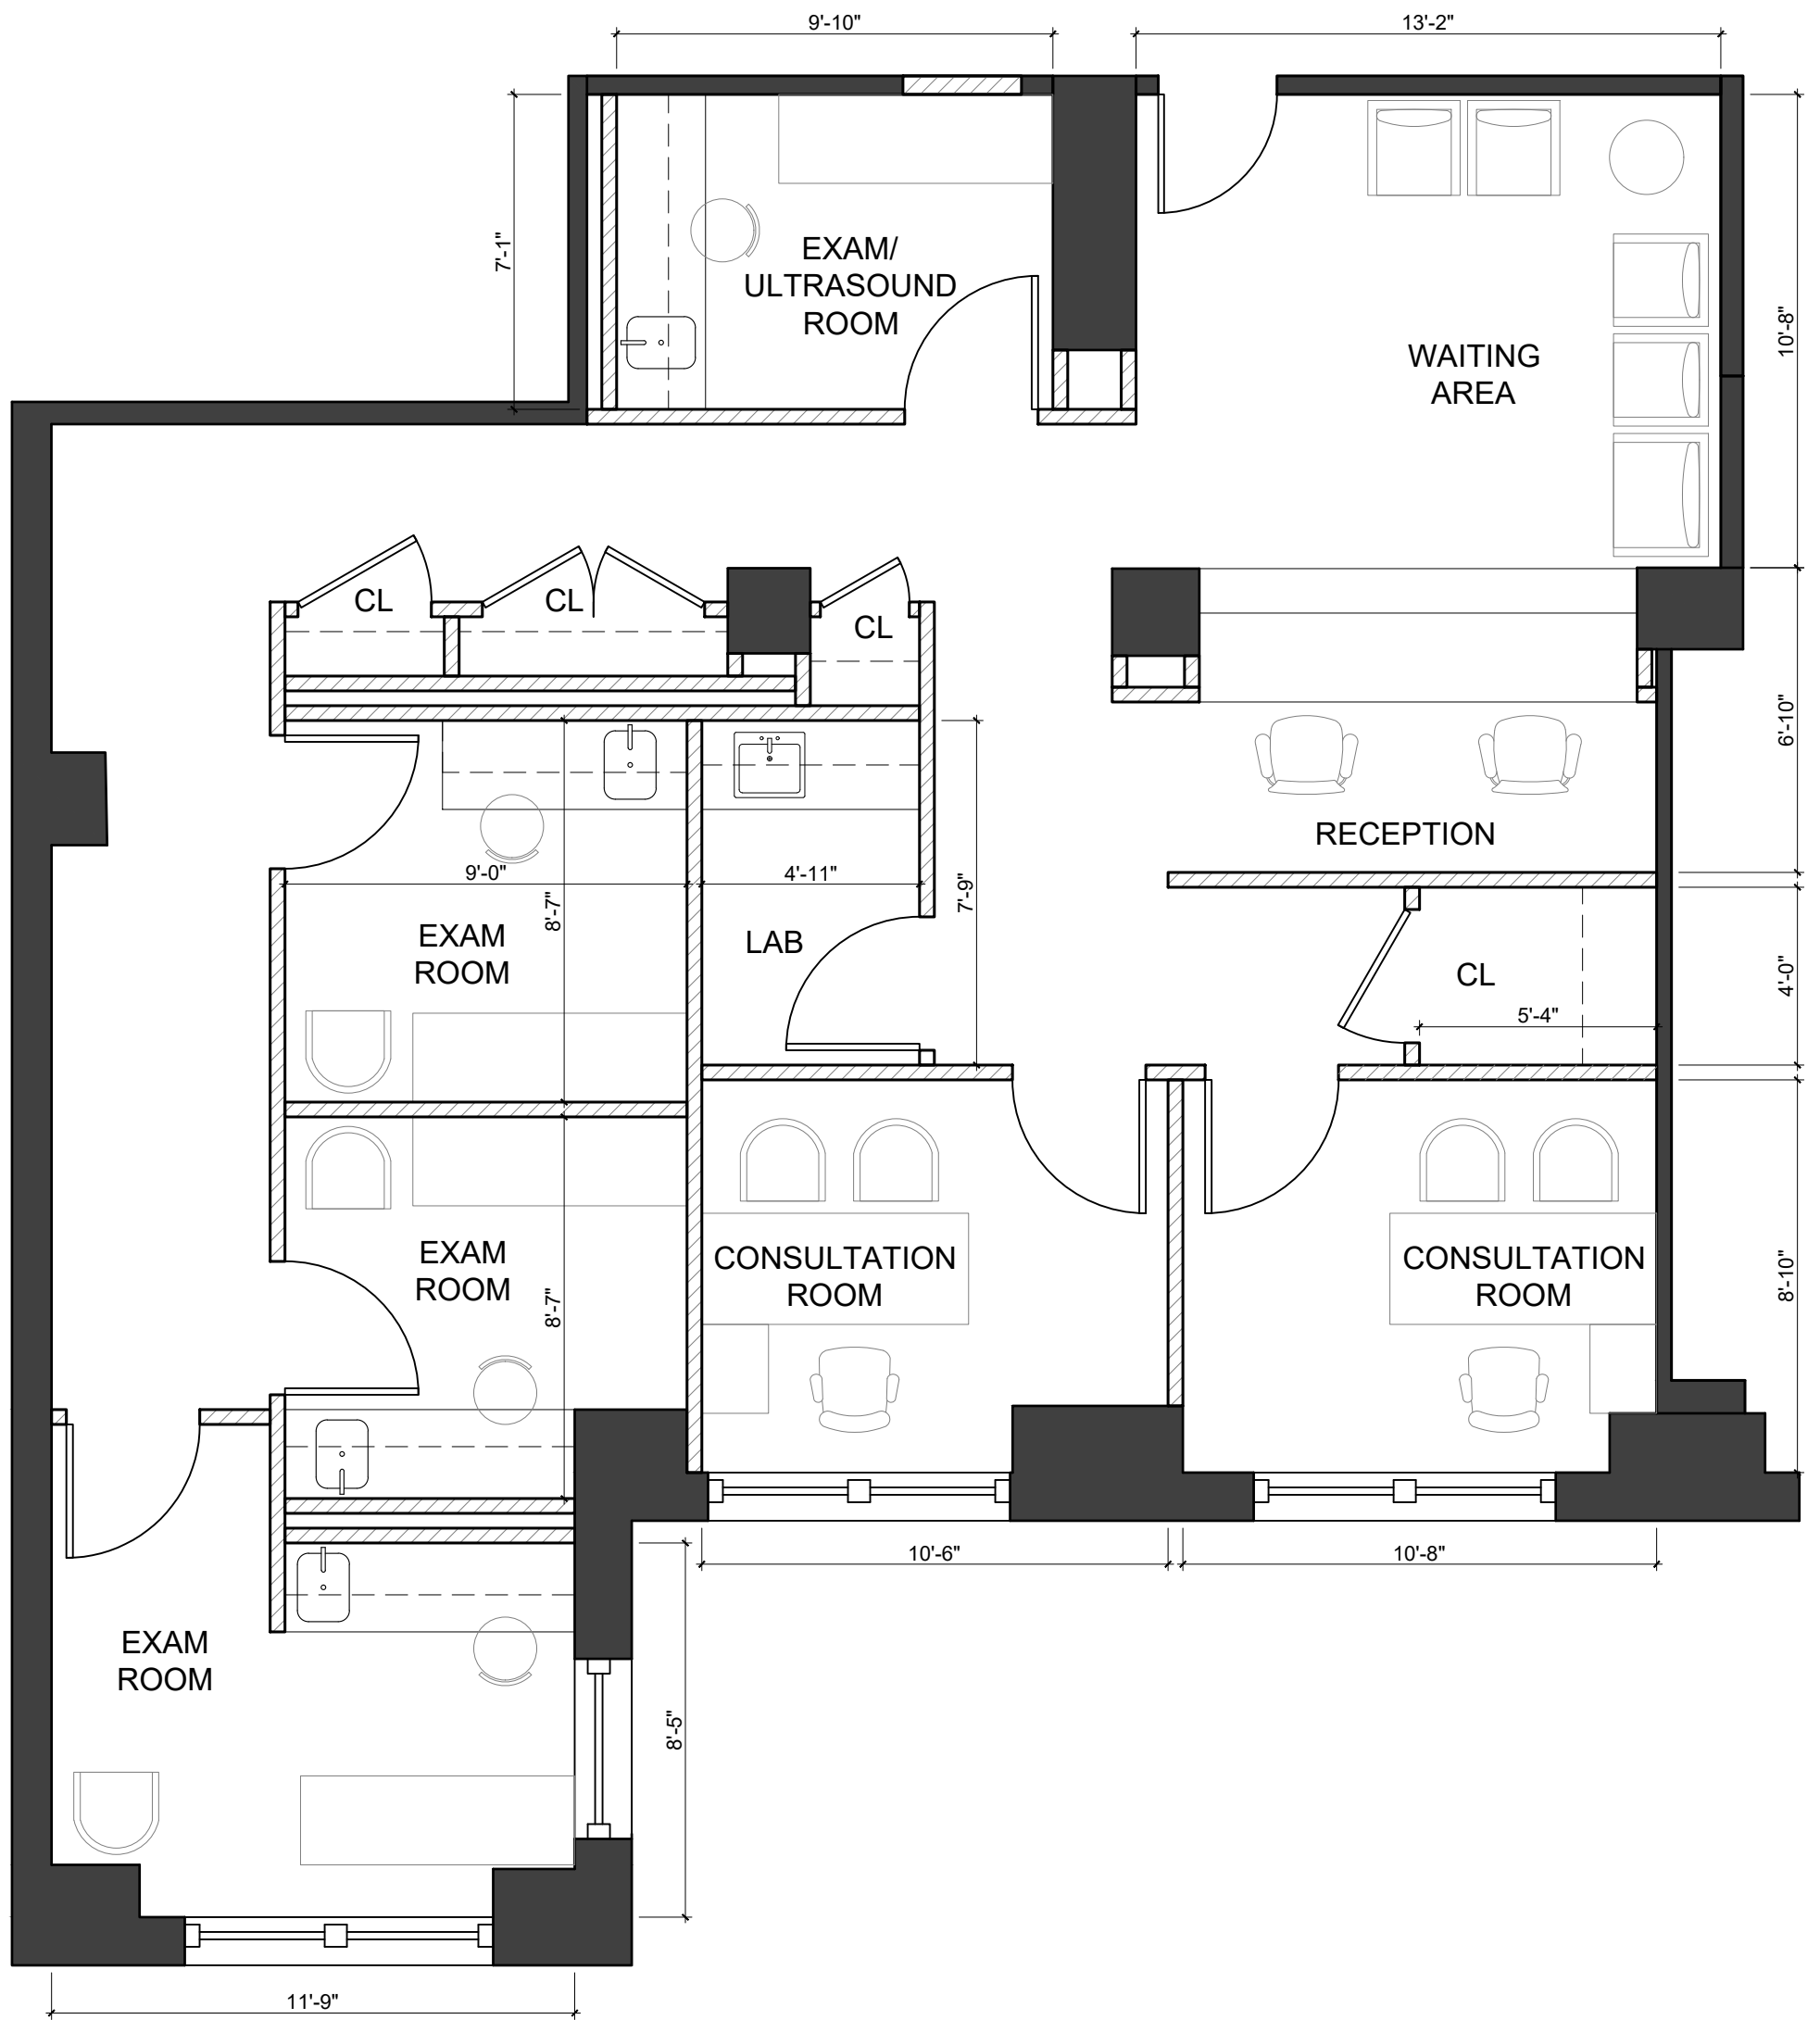 9'-10"
13'-2"
7'-1"
EXAM/
ULTRASOUND
ROOM
WAITING
AREA
10'-8"
CL
CL
CL
6'-10"
RECEPTION
9'-0"
4'-11"
8'-7"
7'-9"
EXAM
ROOM
LAB
CL
4'-0"
5'-4"
EXAM
ROOM
8'-7"
CONSULTATION
ROOM
CONSULTATION
ROOM
8'-10"
10'-6"
10'-8"
EXAM
ROOM
8'-5"
11'-9"